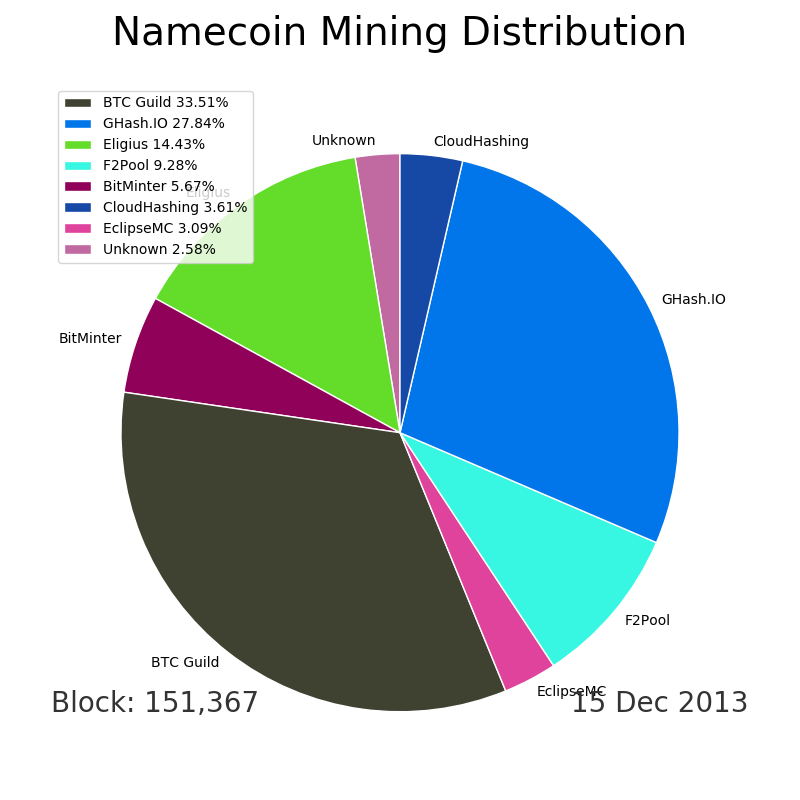 Namecoin Mining Distribution
BTC Guild 33.51%
GHash.IO 27.84%
Eligius 14.43%
F2Pool 9.28%
BitMinter 5.67%
CloudHashing 3.61%
EclipseMC 3.09%
Unknown 2.58%
Unknown
CloudHashing
Eligius
GHash.IO
BitMinter
F2Pool
BTC Guild
EclipseMC
Block: 151,367
15 Dec 2013